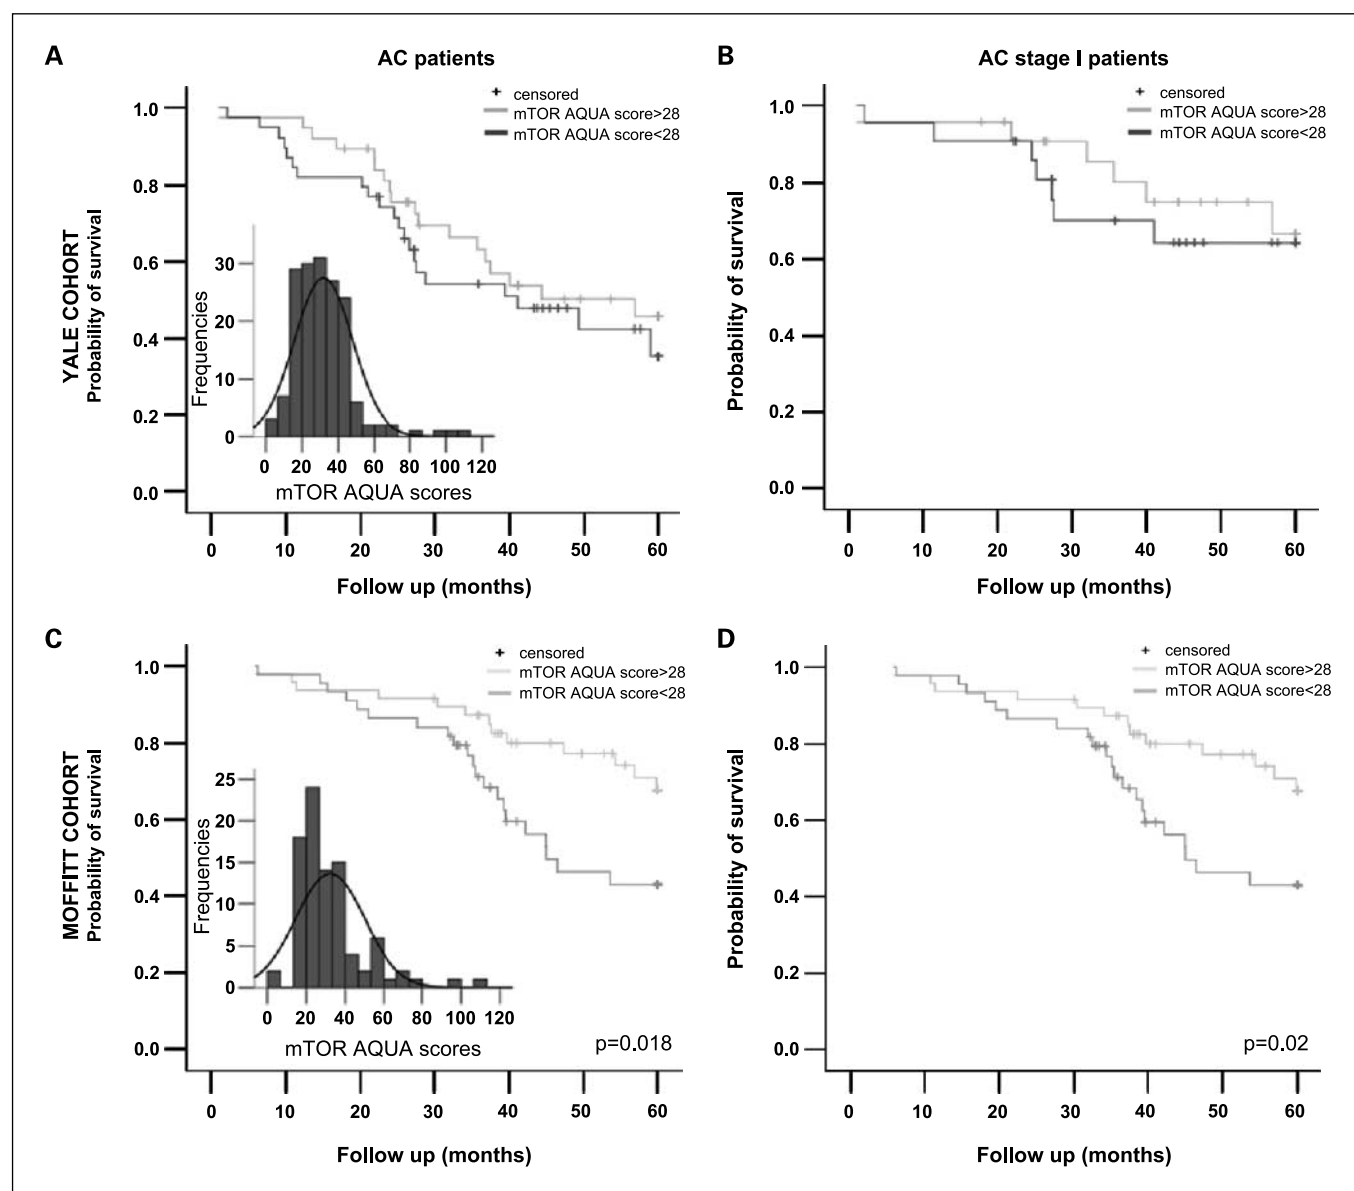 A
AC patients
censored
mTOR AQUA score>28
mTOR AQUA score<28
YALE COHORT
Probability of survival
1.0
0.8
0.6
0.4
0.2
0.0
Frequencies
30
20
10
0
0 20 40 60 80 100 120
mTOR AQUA scores
0 10 20 30 40 50 60
Follow up (months)
B
AC stage I patients
censored
mTOR AQUA score>28
mTOR AQUA score<28
Probability of survival
1.0
0.8
0.6
0.4
0.2
0.0
0 10 20 30 40 50 60
Follow up (months)
C
censored
mTOR AQUA score>28
mTOR AQUA score<28
MOFFITT COHORT
Probability of survival
1.0
0.8
0.6
0.4
0.2
0.0
Frequencies
25
20
15
10
5
0
0 20 40 60 80 100 120
mTOR AQUA scores
p=0.018
0 10 20 30 40 50 60
Follow up (months)
D
censored
mTOR AQUA score>28
mTOR AQUA score<28
Probability of survival
1.0
0.8
0.6
0.4
0.2
0.0
p=0.02
0 10 20 30 40 50 60
Follow up (months)